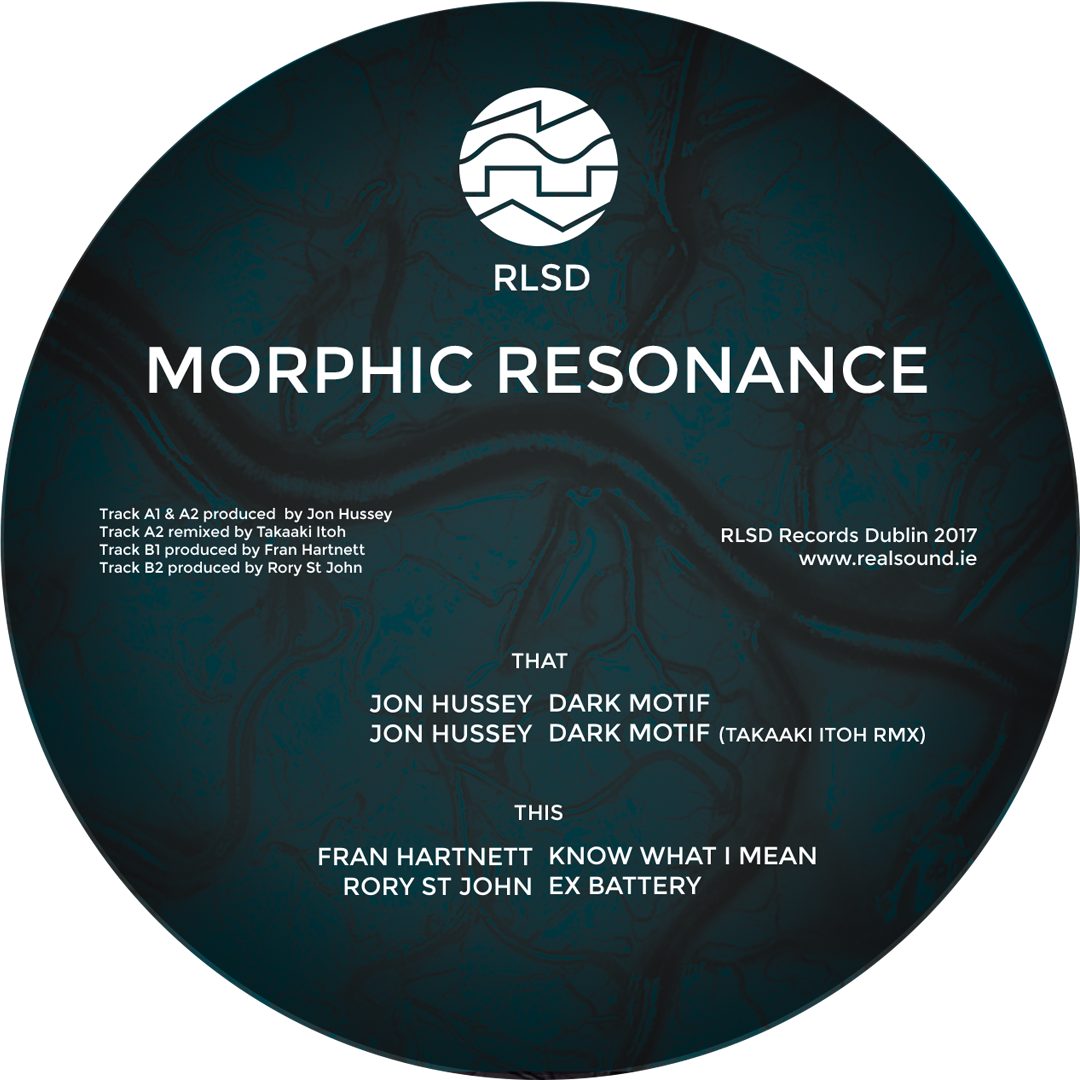 RLSD
MORPHIC RESONANCE
Track A1 & A2 produced  by Jon Hussey
Track A2 remixed by Takaaki Itoh
Track B1 produced by Fran Hartnett
Track B2 produced by Rory St John
RLSD Records Dublin 2017
www.realsound.ie
THAT
JON HUSSEY DARK MOTIF
JON HUSSEY DARK MOTIF (TAKAAKI ITOH RMX)
THIS
FRAN HARTNETT KNOW WHAT I MEAN
RORY ST JOHN EX BATTERY